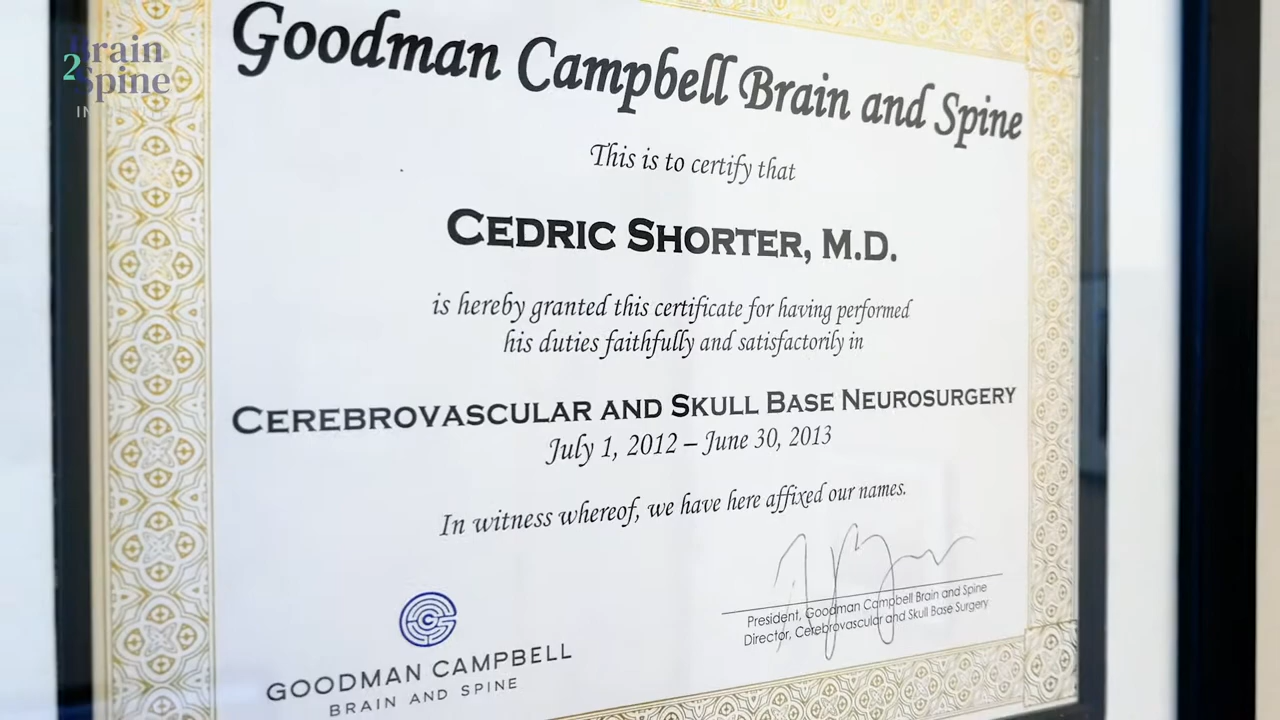 Brain
2 Spine
Goodman Campbell Brain and Spine
This is to certify that
CEDRIC SHORTER, M.D.
is hereby granted this certificate for having performed
his duties faithfully and satisfactorily in
CEREBROVASCULAR AND SKULL BASE NEUROSURGERY
July 1, 2012 – June 30, 2013
In witness whereof, we have here affixed our names.
President, Goodman Campbell Brain and Spine
Director, Cerebrovascular and Skull Base Surgery
GOODMAN CAMPBELL
BRAIN AND SPINE